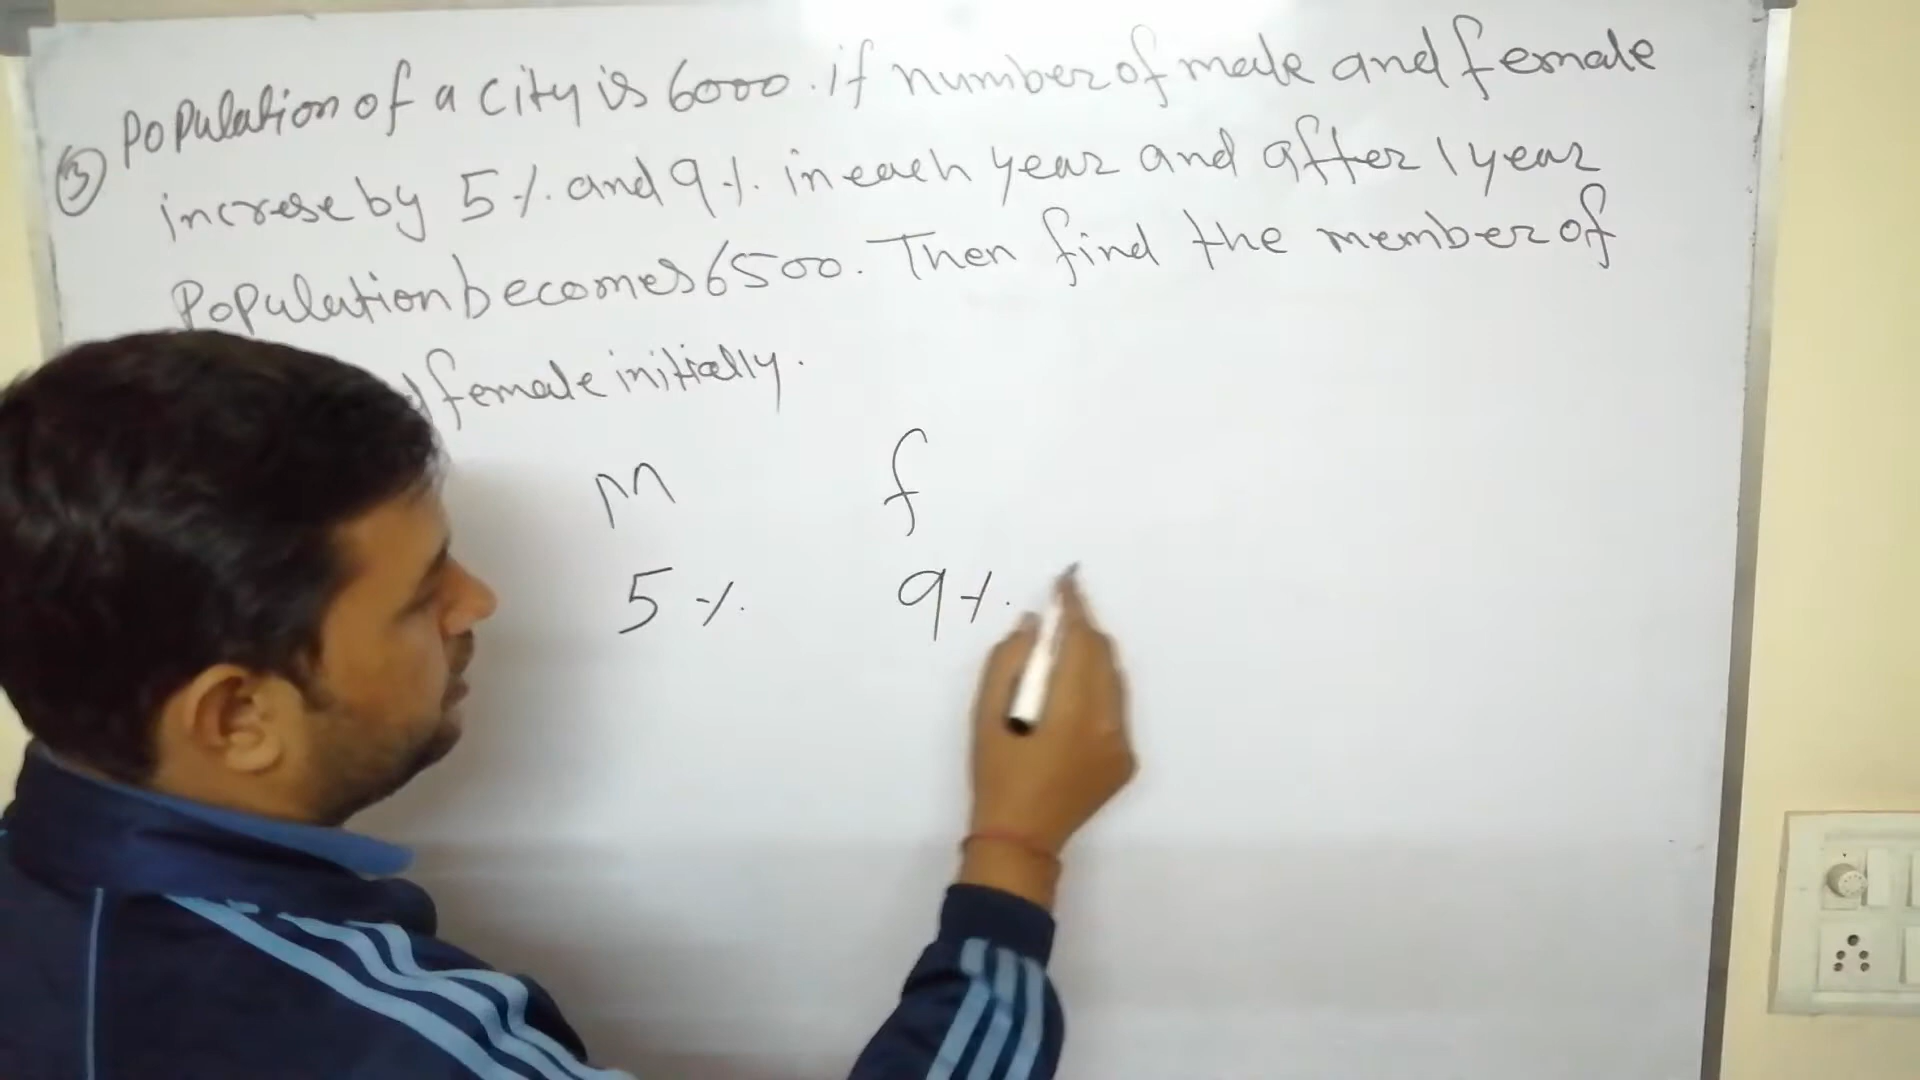 ③ Population of a city is 6000. if number of male and female
increse by 5%. and 9%. in each year and after 1 year
Population becomes 6500. Then find the member of
female initially.
M f
5%. 9%.